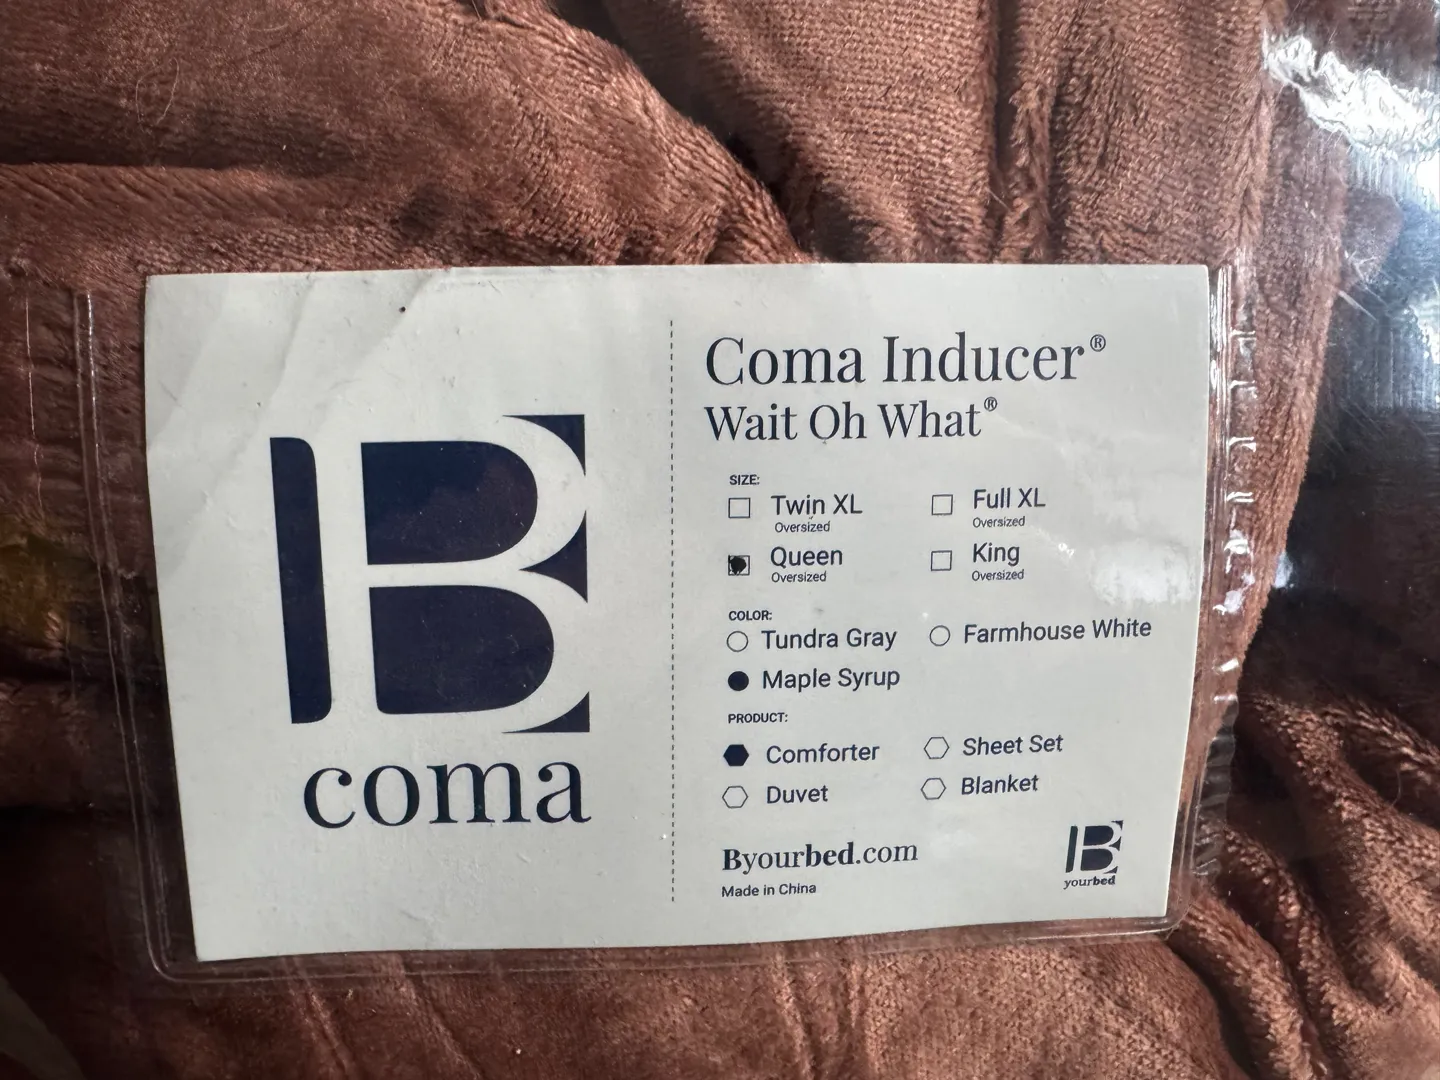 B
coma
Coma Inducer®
Wait Oh What®
SIZE:
Twin XL
Oversized
Full XL
Oversized
Queen
Oversized
King
Oversized
COLOR:
Tundra Gray
Farmhouse White
Maple Syrup
PRODUCT:
Comforter
Sheet Set
Duvet
Blanket
Byourbed.com
Made in China
B
yourbed